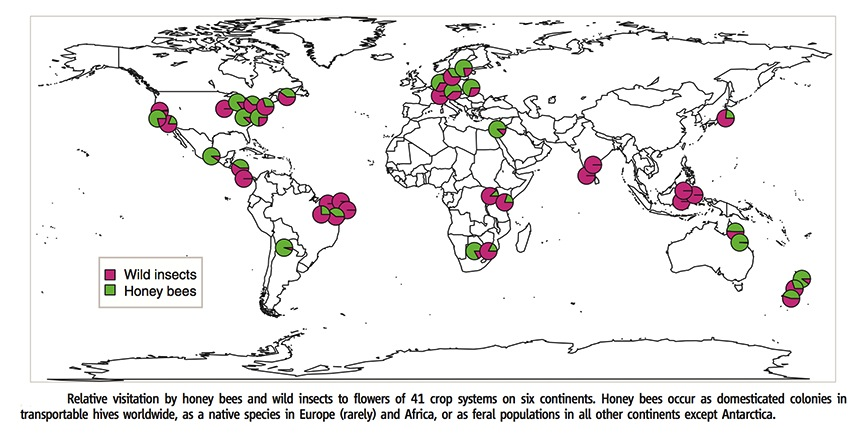 Wild insects
Honey bees
Relative visitation by honey bees and wild insects to flowers of 41 crop systems on six continents. Honey bees occur as domesticated colonies in
transportable hives worldwide, as a native species in Europe (rarely) and Africa, or as feral populations in all other continents except Antarctica.